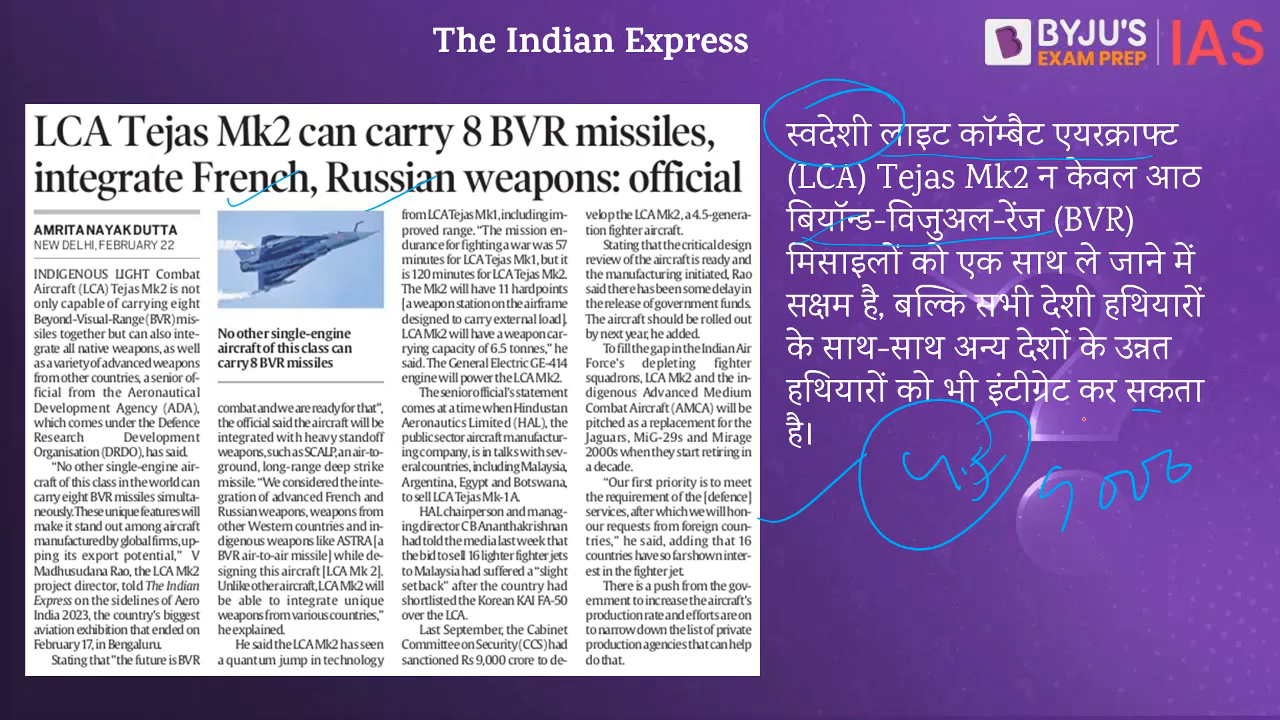 The Indian Express
BYJU'S
EXAM PREP
IAS
LCA Tejas Mk2 can carry 8 BVR missiles,
integrate French, Russian weapons: official
AMRITA NAYAK DUTTA
NEW DELHI, FEBRUARY 22
INDIGENOUS LIGHT Combat
Aircraft (LCA) Tejas Mk2 is not
only capable of carrying eight
Beyond-Visual-Range (BVR) mis-
siles together but can also inte-
grate all native weapons, as well
as a variety of advanced weapons
from other countries, a senior of-
ficial from the Aeronautical
Development Agency (ADA),
which comes under the Defence
Research Development
Organisation (DRDO), has said.
"No other single-engine air-
craft of this class in the world can
carry eight BVR missiles simulta-
neously. These unique features will
make it stand out among aircraft
manufactured by global firms, up-
ping its export potential," V
Madhusudana Rao, the LCA Mk2
project director, told The Indian
Express on the sidelines of Aero
India 2023, the country's biggest
aviation exhibition that ended on
February 17, in Bengaluru.
Stating that "the future is BVR
No other single-engine
aircraft of this class can
carry 8 BVR missiles
combat and we are ready for that",
the official said the aircraft will be
integrated with heavy standoff
weapons, such as SCALP, an air-to-
ground, long-range deep strike
missile. "We considered the inte-
gration of advanced French and
Russian weapons, weapons from
other Western countries and in-
digenous weapons like ASTRA [a
BVR air-to-air missile] while de-
signing this aircraft [LCA Mk 2].
Unlike other aircraft, LCA Mk2 will
be able to integrate unique
weapons from various countries,"
he explained.
He said the LCA Mk2 has seen
a quantum jump in technology
from LCA Tejas Mk1, including im-
proved range. "The mission en-
durance for fighting a war was 57
minutes for LCA Tejas Mk1, but it
is 120 minutes for LCA Tejas Mk2.
The Mk2 will have 11 hardpoints
[a weapon station on the airframe
designed to carry external load].
LCA Mk2 will have a weapon car-
rying capacity of 6.5 tonnes," he
said. The General Electric GE-414
engine will power the LCA Mk2.
The senior official's statement
comes at a time when Hindustan
Aeronautics Limited (HAL), the
public sector aircraft manufactur-
ing company, is in talks with sev-
eral countries, including Malaysia,
Argentina, Egypt and Botswana,
to sell LCA Tejas Mk-1A.
HAL chairperson and manag-
ing director C B Ananthakrishnan
had told the media last week that
the bid to sell 16 lighter fighter jets
to Malaysia had suffered a "slight
setback" after the country had
shortlisted the Korean KAI FA-50
over the LCA.
Last September, the Cabinet
Committee on Security (CCS) had
sanctioned Rs 9,000 crore to de-
velop the LCA Mk2, a 4.5-genera-
tion fighter aircraft.
Stating that the critical design
review of the aircraft is ready and
the manufacturing initiated, Rao
said there has been some delay in
the release of government funds.
The aircraft should be rolled out
by next year, he added.
To fill the gap in the Indian Air
Force's depleting fighter
squadrons, LCA Mk2 and the in-
digenous Advanced Medium
Combat Aircraft (AMCA) will be
pitched as a replacement for the
Jaguars, MiG-29s and Mirage
2000s when they start retiring in
a decade.
"Our first priority is to meet
the requirement of the [defence]
services, after which we will hon-
our requests from foreign coun-
tries," he said, adding that 16
countries have so far shown inter-
est in the fighter jet.
There is a push from the gov-
ernment to increase the aircraft's
production rate and efforts are on
to narrow down the list of private
production agencies that can help
do that.
स्वदेशी लाइट कॉम्बैट एयरक्राफ्ट
(LCA) Tejas Mk2 न केवल आठ
बियॉन्ड-विजुअल-रेंज (BVR)
मिसाइलों को एक साथ ले जाने में
सक्षम है, बल्कि सभी देशी हथियारों
के साथ-साथ अन्य देशों के उन्नत
हथियारों को भी इंटीग्रेट कर सकता
है।